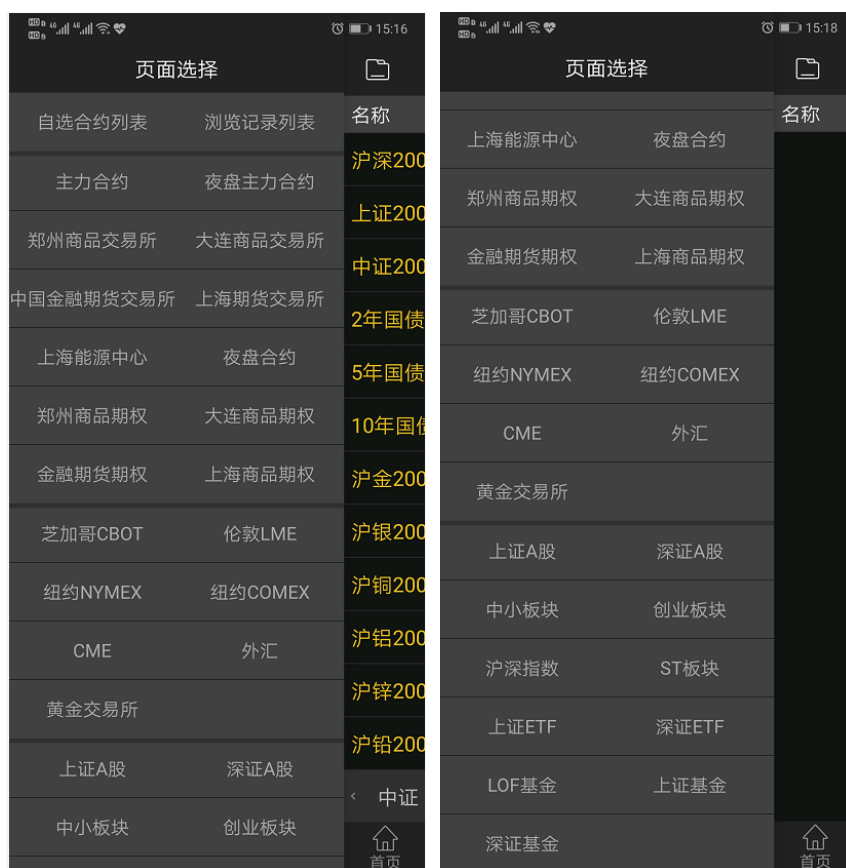 15:16
页面选择
自选合约列表 浏览记录列表
主力合约 夜盘主力合约
郑州商品交易所 大连商品交易所
中国金融期货交易所 上海期货交易所
上海能源中心 夜盘合约
郑州商品期权 大连商品期权
金融期货期权 上海商品期权
芝加哥CBOT 伦敦LME
纽约NYMEX 纽约COMEX
CME 外汇
黄金交易所
上证A股 深证A股
中小板块 创业板块
名称
沪深200
上证200
中证200
2年国债
5年国债
10年国债
沪金200
沪银200
沪铜200
沪铝200
沪锌200
沪铅200
中证
首页
15:18
页面选择
上海能源中心 夜盘合约
郑州商品期权 大连商品期权
金融期货期权 上海商品期权
芝加哥CBOT 伦敦LME
纽约NYMEX 纽约COMEX
CME 外汇
黄金交易所
上证A股 深证A股
中小板块 创业板块
沪深指数 ST板块
上证ETF 深证ETF
LOF基金 上证基金
深证基金
名称
首页